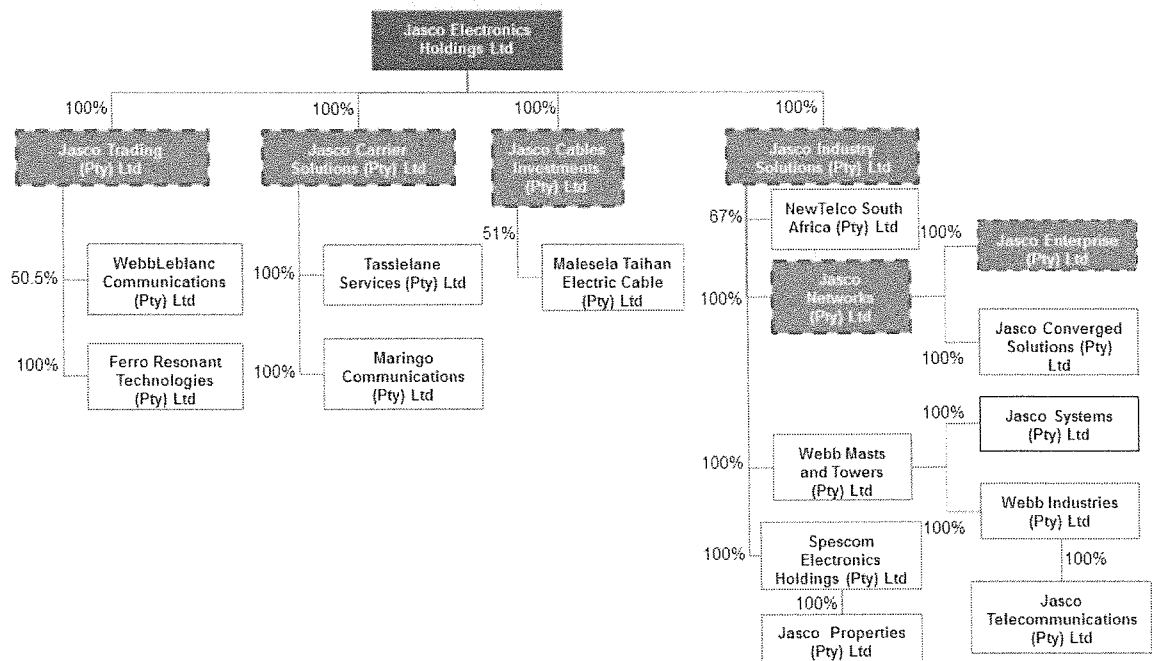 Jasco Electronics
Holdings Ltd
100%
100%
100%
100%
Jasco Trading
(Pty) Ltd
Jasco Carrier
Solutions (Pty) Ltd
Jasco Cables
Investments
(Pty) Ltd
Jasco Industry
Solutions (Pty) Ltd
67%
NewTelco South
Africa (Pty) Ltd
100%
Jasco Enterprise
(Pty) Ltd
50.5%
WebbLeblanc
Communications
(Pty) Ltd
100%
Tasslelane
Services (Pty) Ltd
51%
Malesela Taihan
Electric Cable
(Pty) Ltd
100%
Jasco
Networks
(Pty) Ltd
100%
Jasco Converged
Solutions (Pty)
Ltd
100%
Ferro Resonant
Technologies
(Pty) Ltd
100%
Maringo
Communications
(Pty) Ltd
100%
Jasco Systems
(Pty) Ltd
100%
Webb Masts
and Towers
(Pty) Ltd
100%
Webb Industries
(Pty) Ltd
100%
Spescom
Electronics
Holdings (Pty) Ltd
100%
Jasco
Telecommunications
(Pty) Ltd
100%
Jasco Properties
(Pty) Ltd